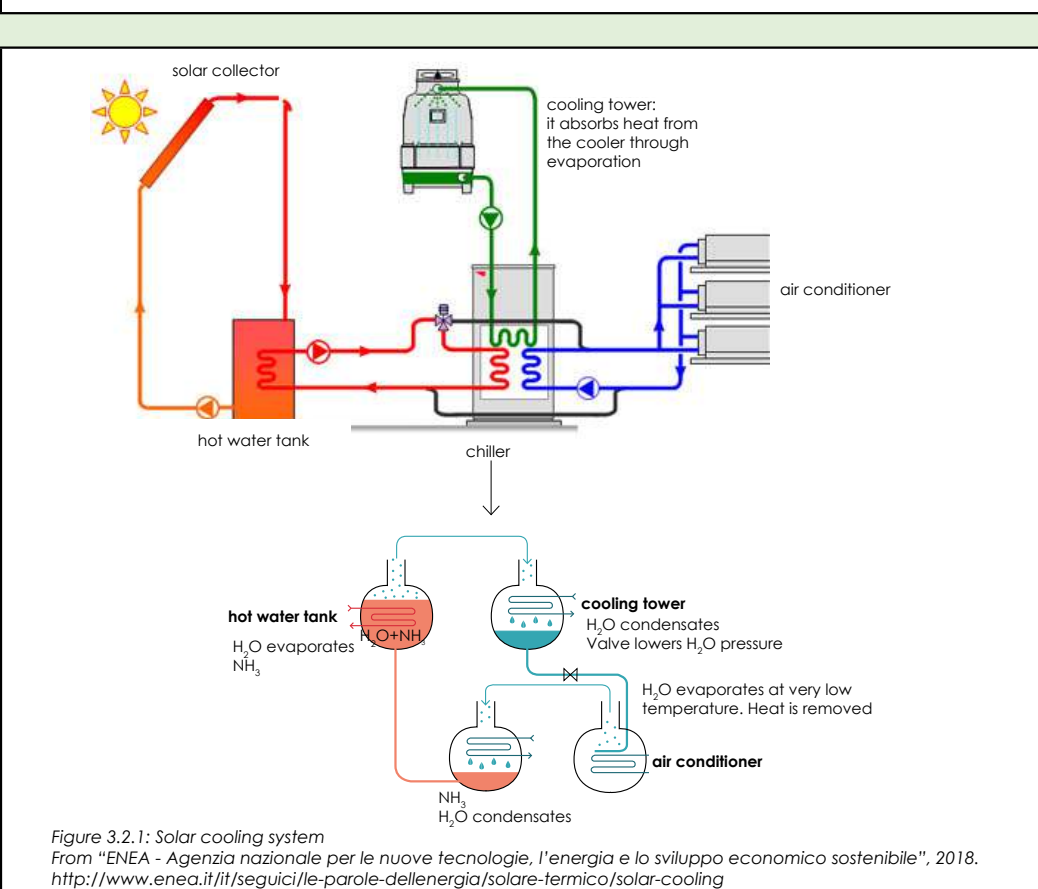 solar collector
cooling tower:
it absorbs heat from
the cooler through
evaporation
air conditioner
hot water tank
chiller
hot water tank
H₂O evaporates
NH₃
H₂O+NH₃
cooling tower
H₂O condensates
Valve lowers H₂O pressure
H₂O evaporates at very low
temperature. Heat is removed
air conditioner
NH₃
H₂O condensates
Figure 3.2.1: Solar cooling system
From “ENEA - Agenzia nazionale per le nuove tecnologie, l’energia e lo sviluppo economico sostenibile”, 2018.
http://www.enea.it/it/seguici/le-parole-dellenergia/solare-termico/solar-cooling